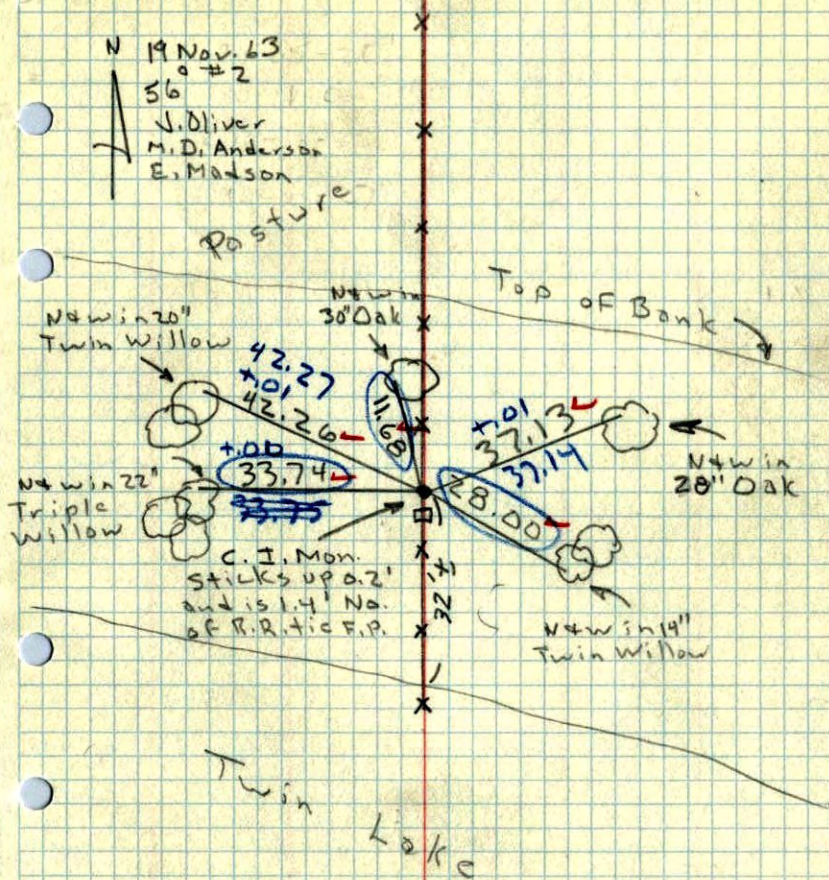 N
19 Nov. 63
56° #2
J. Oliver
M. D. Anderson
E. Madson
Pasture
Top of Bank
N&W in 20"
Twin Willow
N&W in
30" Oak
42.27
+.01
42.26
11.68
+.01
37.13
37.14
N&W in
28" Oak
+.00
33.74
33.75
N&W in 22"
Triple
Willow
28.00
C. I. Mon.
sticks up 0.2'
and is 1.4' No.
of R.R. tie F.P.
32'±
N&W in 14"
Twin Willow
Twin
Lake